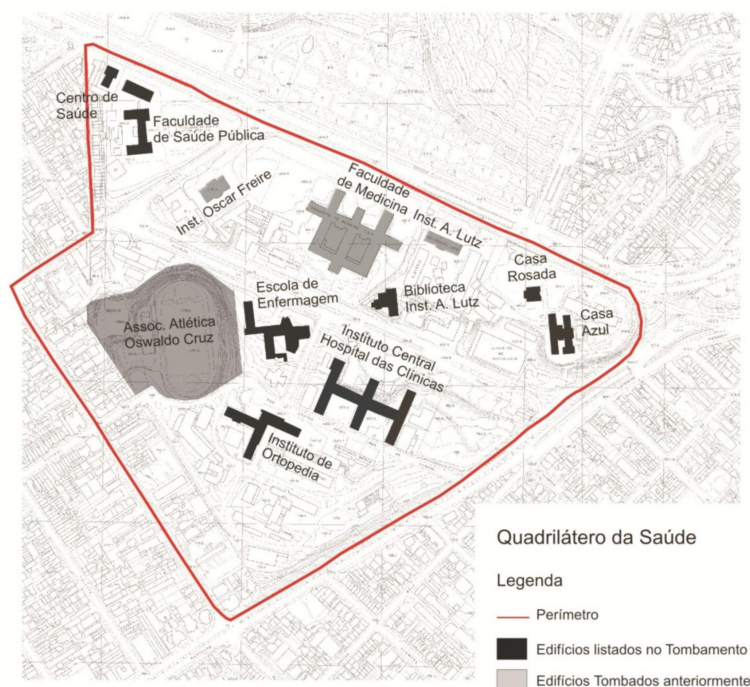 Centro de
Saúde
Faculdade
de Saúde Pública
Inst. Oscar Freire
Faculdade
de Medicina
Inst. A. Lutz
Casa
Rosada
Casa
Azul
Biblioteca
Inst. A. Lutz
Escola de
Enfermagem
Assoc. Atlética
Oswaldo Cruz
Instituto Central
Hospital das Clínicas
Instituto de
Ortopedia
Quadrilátero da Saúde
Legenda
Perímetro
Edifícios listados no Tombamento
Edifícios Tombados anteriormente